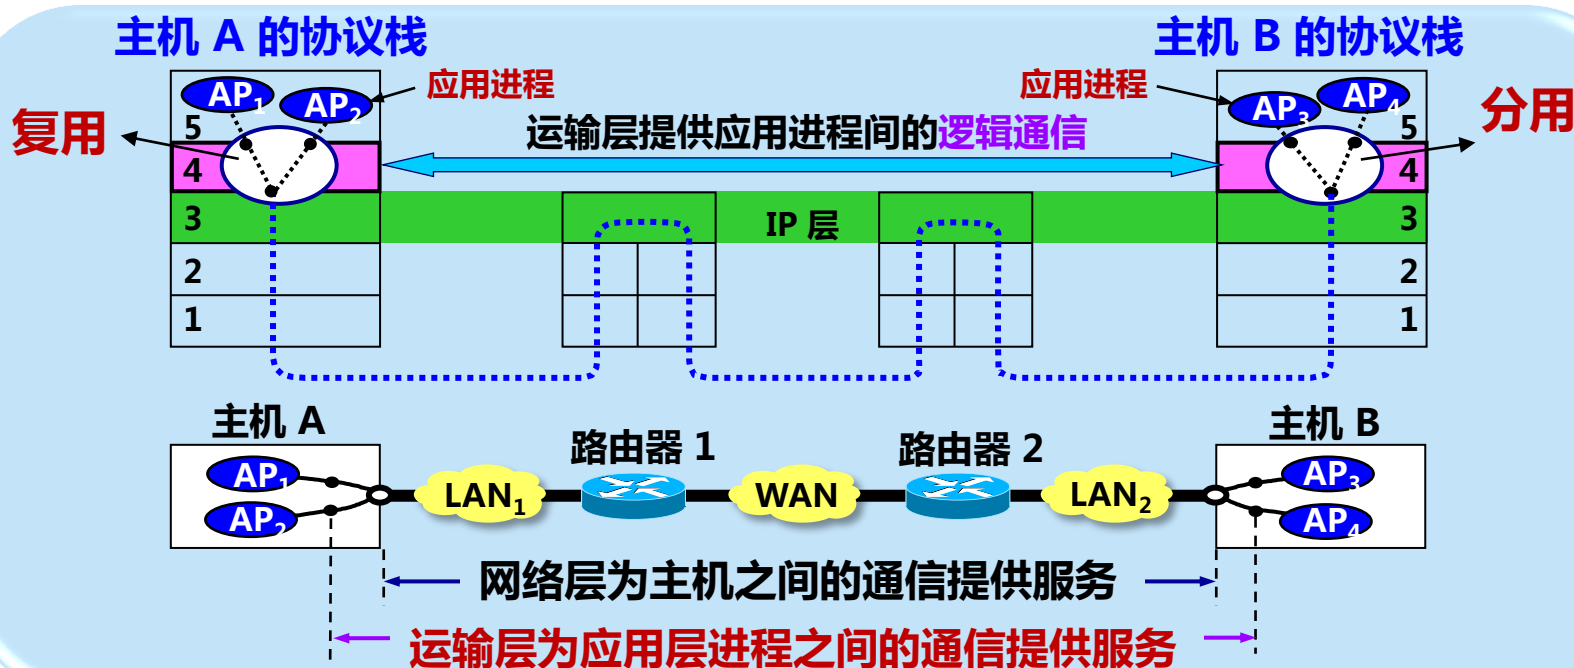 主机 A 的协议栈
主机 B 的协议栈
AP1
AP2
应用进程
应用进程
AP3
AP4
复用
分用
5
5
运输层提供应用进程间的逻辑通信
4
4
3
IP 层
3
2
2
1
1
主机 A
路由器 1
路由器 2
主机 B
AP1
AP2
LAN1
WAN
LAN2
AP3
AP4
网络层为主机之间的通信提供服务
运输层为应用层进程之间的通信提供服务